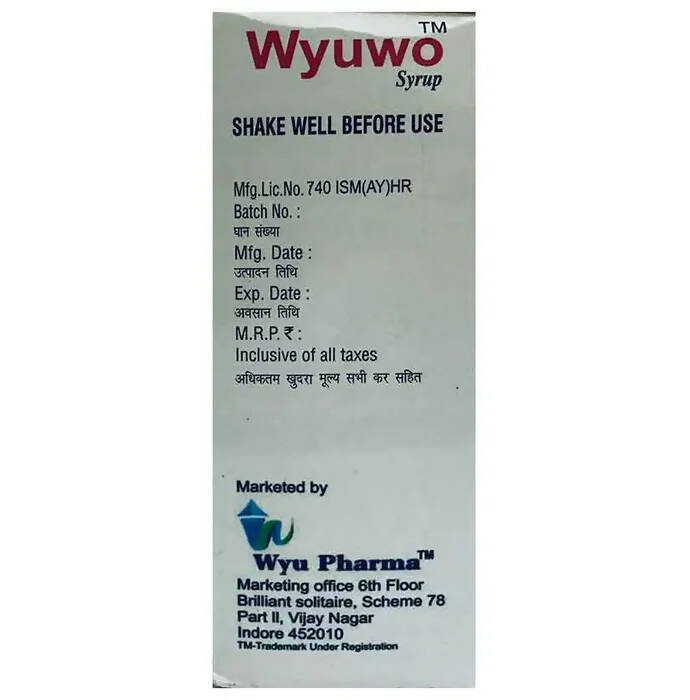 Wyuwo™
Syrup
SHAKE WELL BEFORE USE
Mfg.Lic.No. 740 ISM(AY)HR
Batch No. :
घान संख्या
Mfg. Date :
उत्पादन तिथि
Exp. Date :
अवसान तिथि
M.R.P. ₹ :
Inclusive of all taxes
अधिकतम खुदरा मूल्य सभी कर सहित
Marketed by
Wyu Pharma™
Marketing office 6th Floor
Brilliant solitaire, Scheme 78
Part II, Vijay Nagar
Indore 452010
TM-Trademark Under Registration